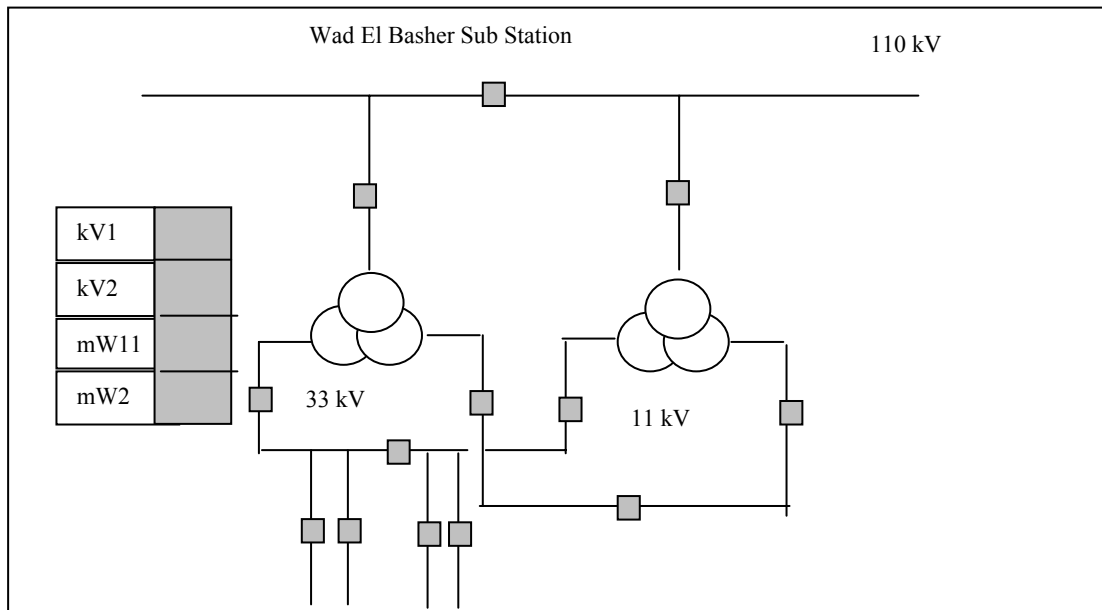 Wad El Basher Sub Station
110 kV
kV1
kV2
mW11
mW2
33 kV
11 kV